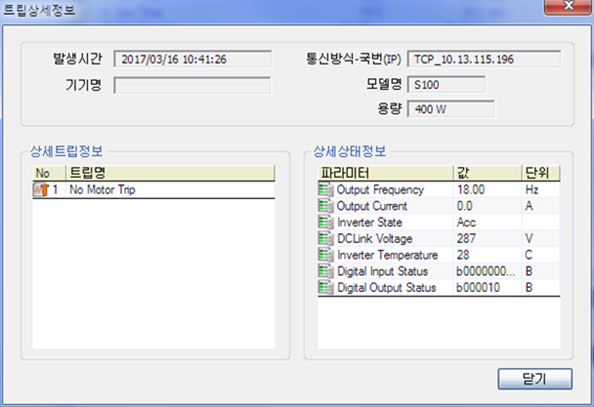 트립상세정보
발생시간 2017/03/16 10:41:26 통신방식-국번(IP) TCP_10.13.115.196
기기명 모델명 S100
용량 400 W
상세트립정보 상세상태정보
No 트립명
1 No Motor Trip
파라미터 값 단위
Output Frequency 18.00 Hz
Output Current 0.0 A
Inverter State Acc
DCLink Voltage 287 V
Inverter Temperature 28 C
Digital Input Status b0000000... B
Digital Output Status b000010 B
닫기